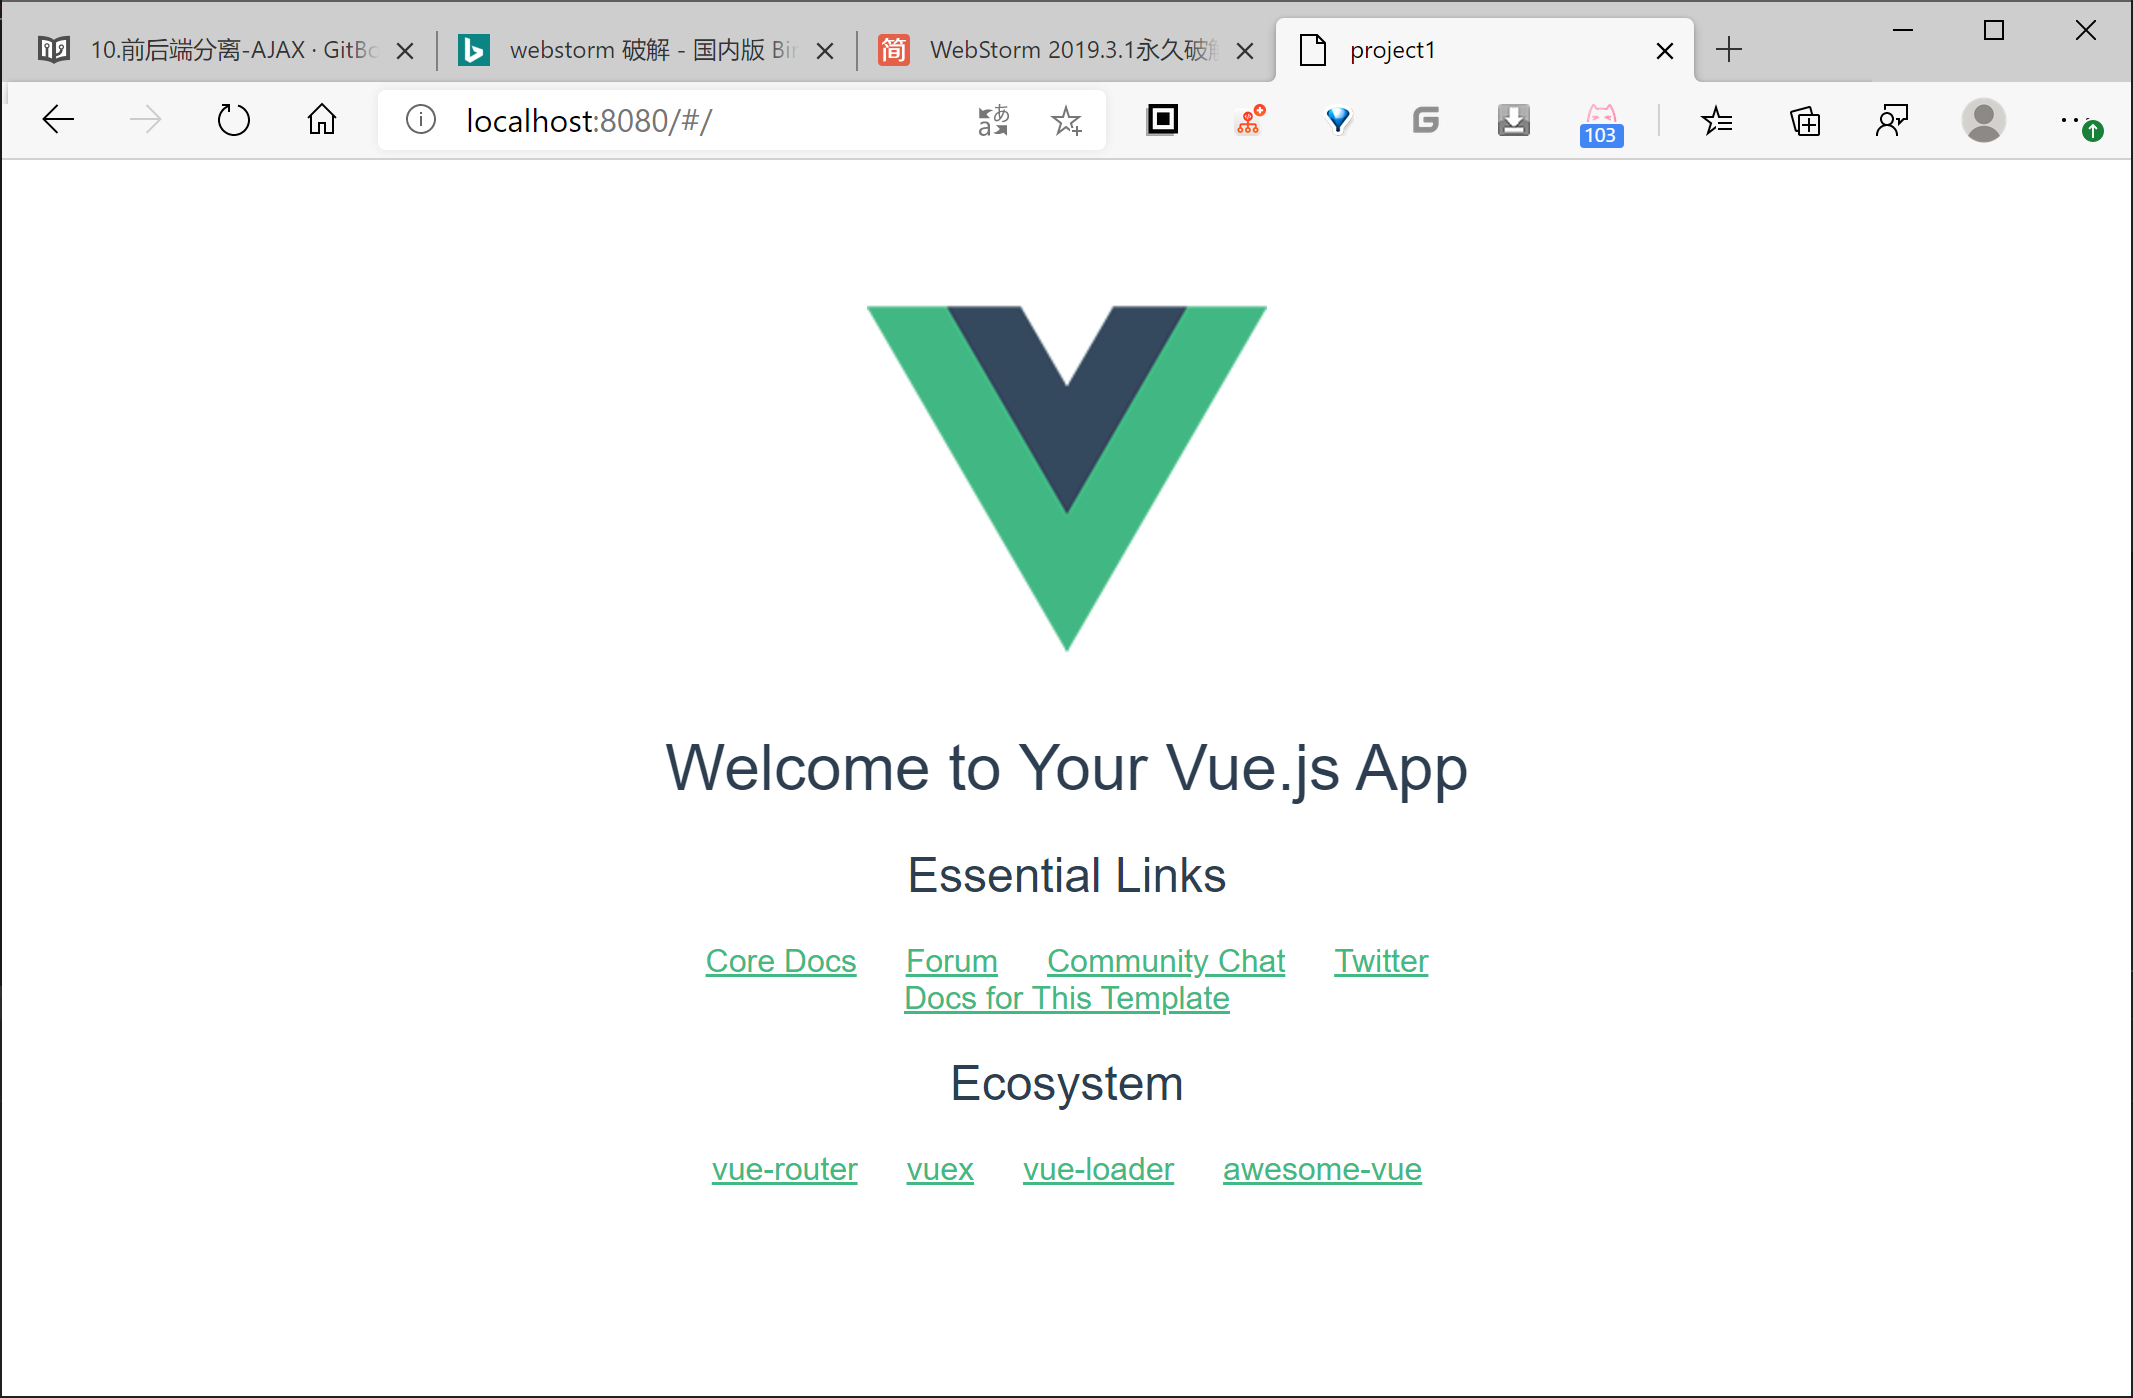 10.前后端分离-AJAX · GitBo
webstorm 破解 - 国内版 Bin
简 WebStorm 2019.3.1永久破解
project1
localhost:8080/#/
103
Welcome to Your Vue.js App
Essential Links
Core Docs Forum Community Chat Twitter
Docs for This Template
Ecosystem
vue-router vuex vue-loader awesome-vue